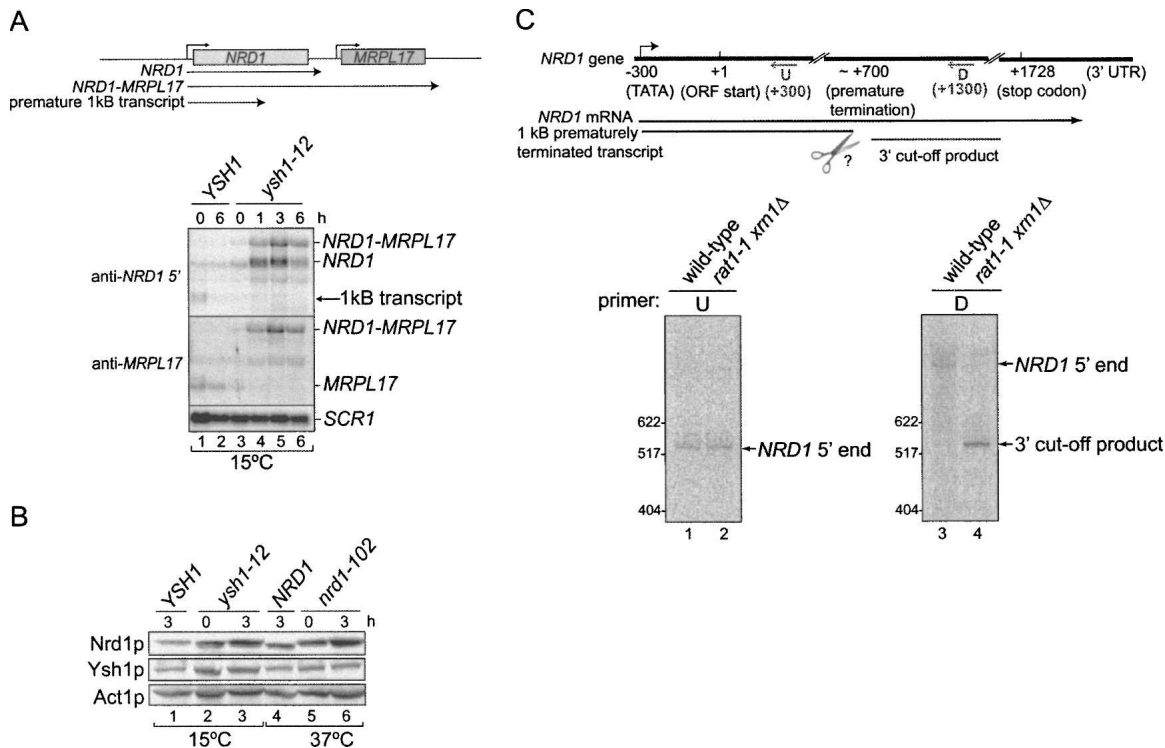 A
NRD1 MRPL17
NRD1
NRD1-MRPL17
premature 1kB transcript
YSH1 ysh1-12
0 6 0 1 3 6 h
anti-NRD1 5'
NRD1-MRPL17
NRD1
1kB transcript
anti-MRPL17
NRD1-MRPL17
MRPL17
SCR1
1 2 3 4 5 6
15ºC
B
YSH1 ysh1-12 NRD1 nrd1-102
3 0 3 3 0 3 h
Nrd1p
Ysh1p
Act1p
1 2 3 4 5 6
15ºC 37ºC
C
NRD1 gene
U D
-300 +1 (+300) ~ +700 (+1300) +1728 (3' UTR)
(TATA) (ORF start) (premature termination) (stop codon)
NRD1 mRNA
1 kB prematurely
terminated transcript
?
3' cut-off product
wild-type rat1-1 xrn1Δ
wild-type rat1-1 xrn1Δ
primer: U D
622
517
404
NRD1 5' end
1 2
622
517
404
NRD1 5' end
3' cut-off product
3 4